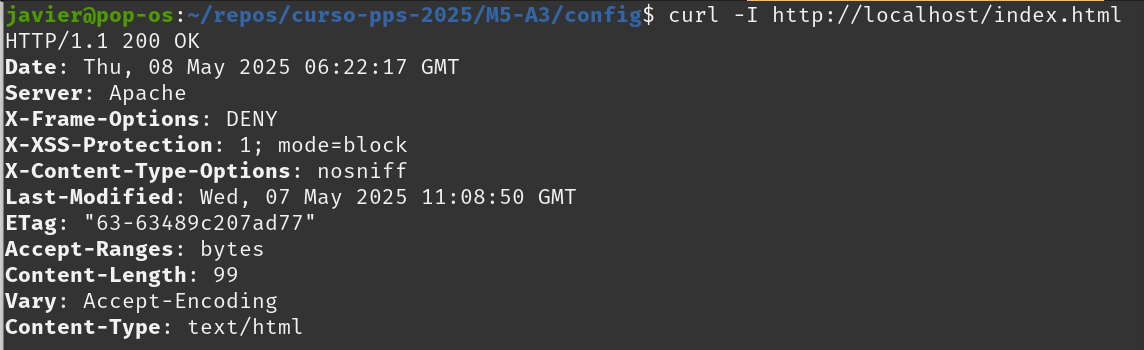 javier@pop-os:~/repos/curso-pps-2025/M5-A3/config$ curl -I http://localhost/index.html
HTTP/1.1 200 OK
Date: Thu, 08 May 2025 06:22:17 GMT
Server: Apache
X-Frame-Options: DENY
X-XSS-Protection: 1; mode=block
X-Content-Type-Options: nosniff
Last-Modified: Wed, 07 May 2025 11:08:50 GMT
ETag: "63-63489c207ad77"
Accept-Ranges: bytes
Content-Length: 99
Vary: Accept-Encoding
Content-Type: text/html